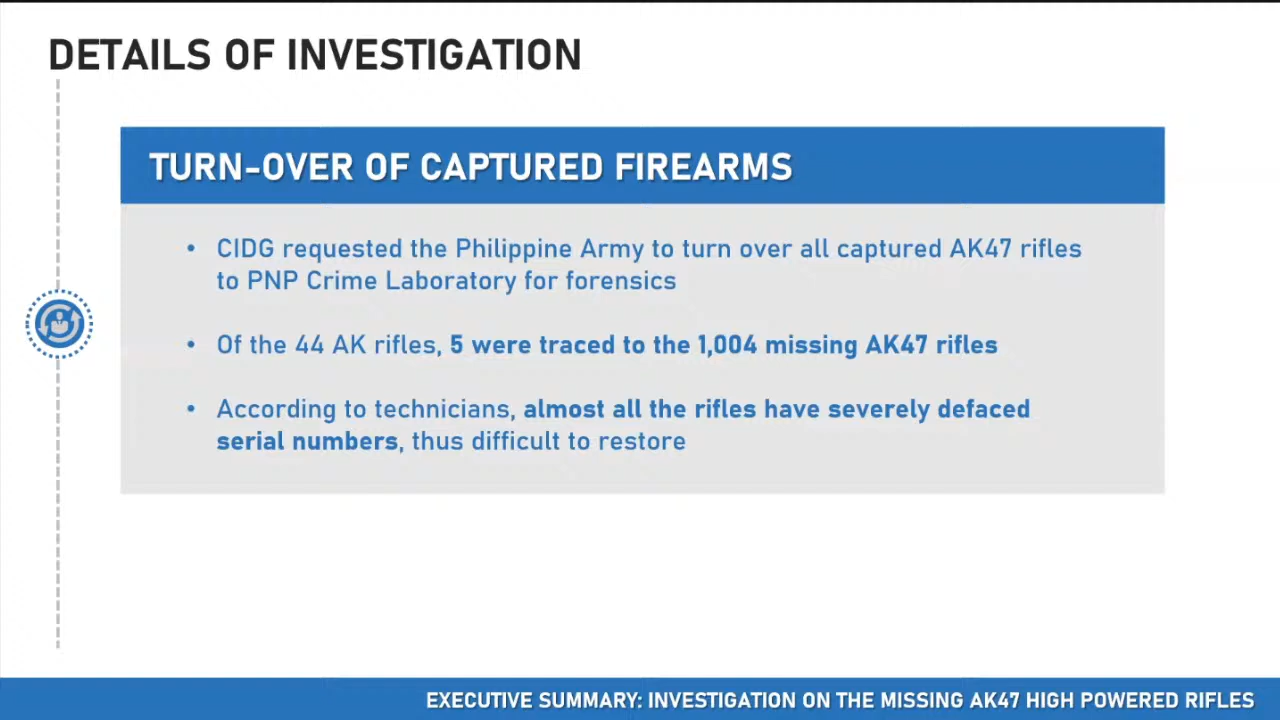 DETAILS OF INVESTIGATION
TURN-OVER OF CAPTURED FIREARMS
• CIDG requested the Philippine Army to turn over all captured AK47 rifles
to PNP Crime Laboratory for forensics
• Of the 44 AK rifles, 5 were traced to the 1,004 missing AK47 rifles
• According to technicians, almost all the rifles have severely defaced
serial numbers, thus difficult to restore
EXECUTIVE SUMMARY: INVESTIGATION ON THE MISSING AK47 HIGH POWERED RIFLES